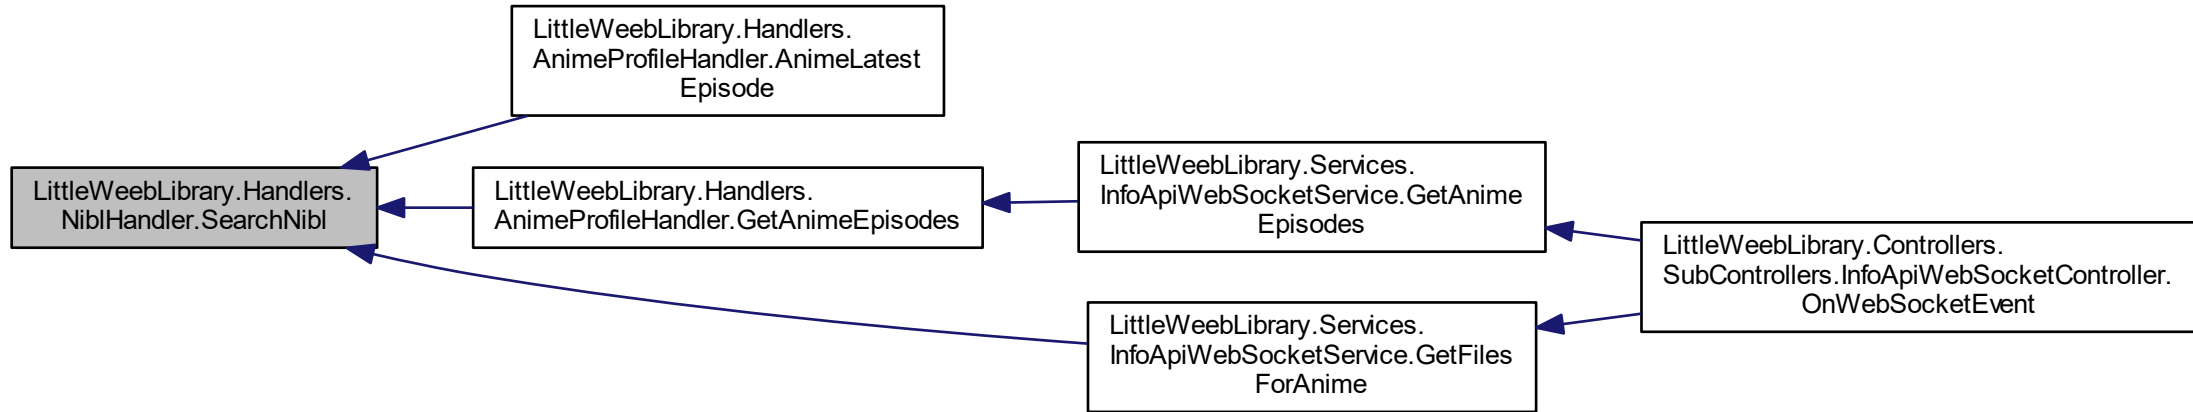 LittleWeebLibrary.Handlers.
AnimeProfileHandler.AnimeLatest
Episode
LittleWeebLibrary.Handlers.
NiblHandler.SearchNibl
LittleWeebLibrary.Handlers.
AnimeProfileHandler.GetAnimeEpisodes
LittleWeebLibrary.Services.
InfoApiWebSocketService.GetAnime
Episodes
LittleWeebLibrary.Services.
InfoApiWebSocketService.GetFiles
ForAnime
LittleWeebLibrary.Controllers.
SubControllers.InfoApiWebSocketController.
OnWebSocketEvent